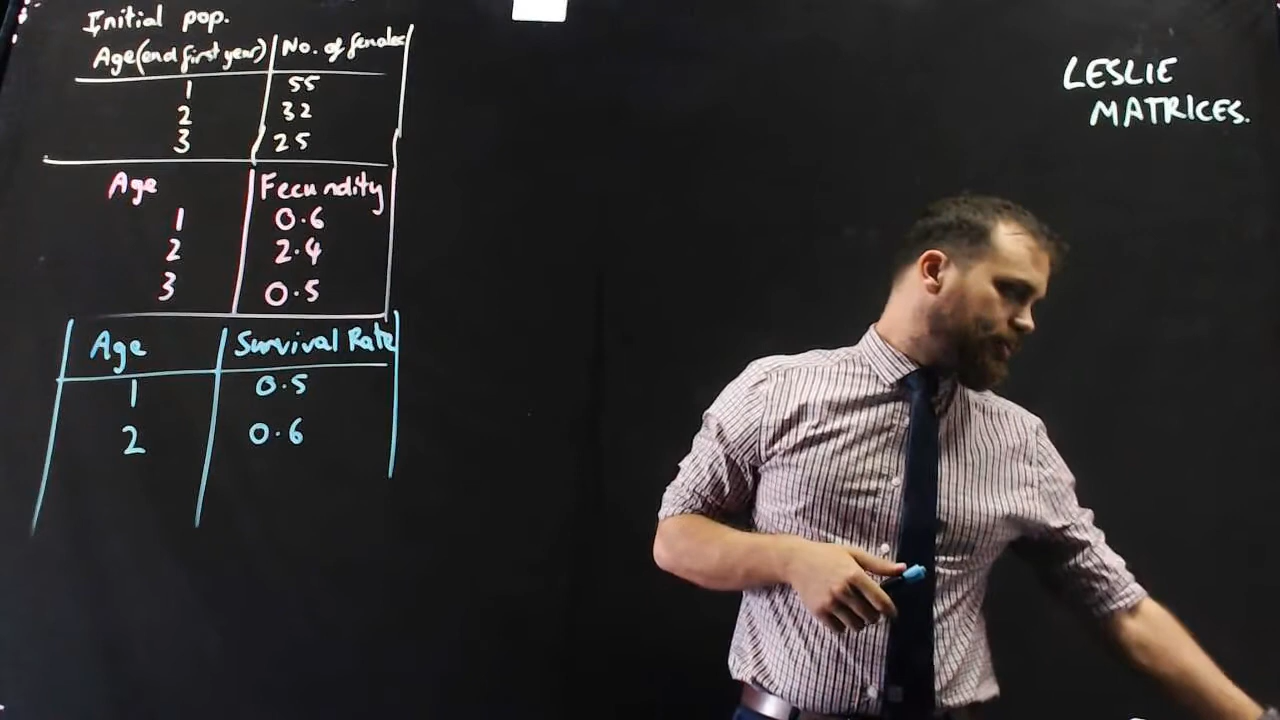 Initial pop.
Age(end first year) No. of females
1 55
2 32
3 25
Age Fecundity
1 0.6
2 2.4
3 0.5
Age Survival Rate
1 0.5
2 0.6
LESLIE
MATRICES.